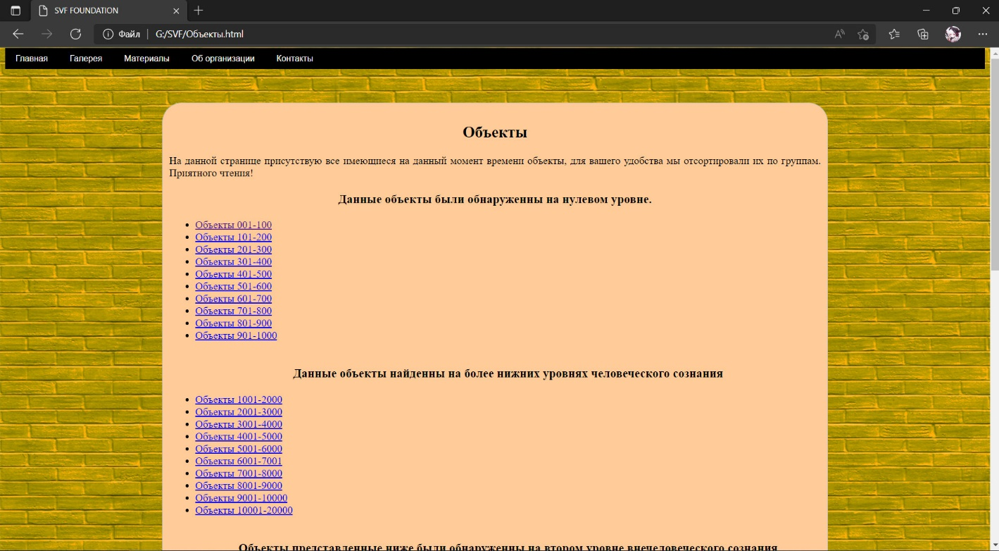 SVF FOUNDATION
Файл | G:/SVF/Объекты.html
Главная Галерея Материалы Об организации Контакты
Объекты
На данной странице присутствую все имеющиеся на данный момент времени объекты, для вашего удобства мы отсортировали их по группам.
Приятного чтения!
Данные объекты были обнаруженны на нулевом уровне.
Объекты 001-100
Объекты 101-200
Объекты 201-300
Объекты 301-400
Объекты 401-500
Объекты 501-600
Объекты 601-700
Объекты 701-800
Объекты 801-900
Объекты 901-1000
Данные объекты найденны на более нижних уровнях человеческого сознания
Объекты 1001-2000
Объекты 2001-3000
Объекты 3001-4000
Объекты 4001-5000
Объекты 5001-6000
Объекты 6001-7001
Объекты 7001-8000
Объекты 8001-9000
Объекты 9001-10000
Объекты 10001-20000
Объекты представленные ниже были обнаруженны на втором уровне внечеловеческого сознания